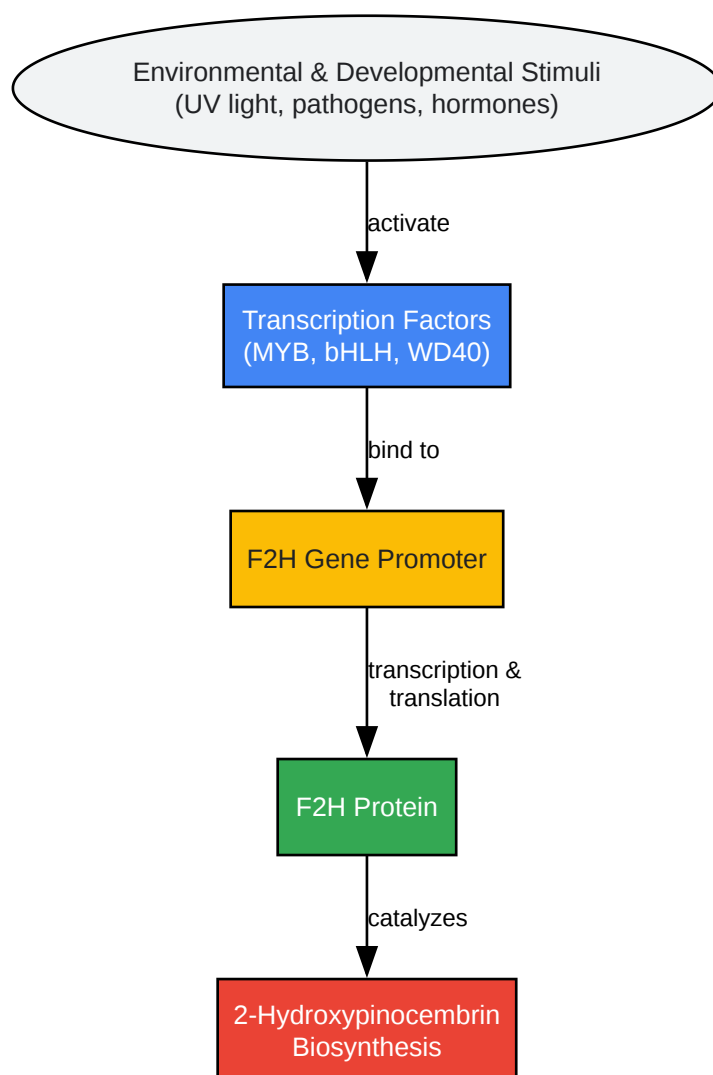 Environmental & Developmental Stimuli
(UV light, pathogens, hormones)
activate
Transcription Factors
(MYB, bHLH, WD40)
bind to
F2H Gene Promoter
transcription &
translation
F2H Protein
catalyzes
2-Hydroxypinocembrin
Biosynthesis